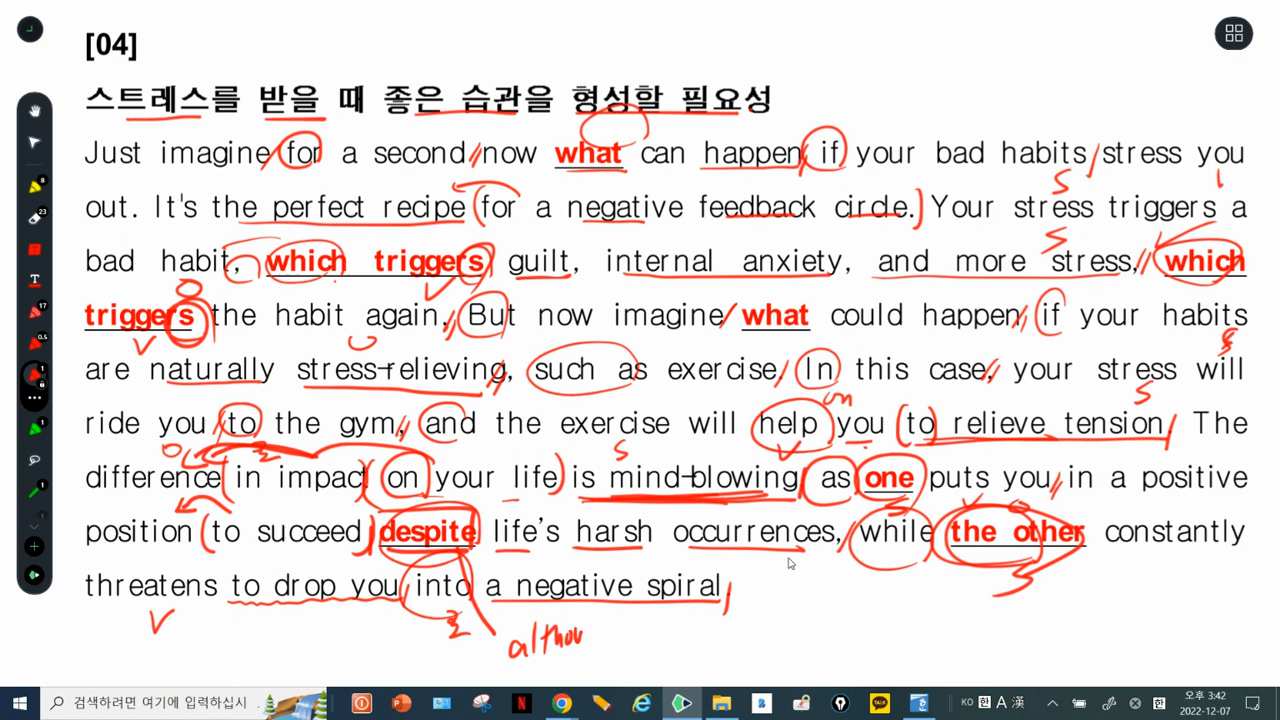 [04]
스트레스를 받을 때 좋은 습관을 형성할 필요성
Just imagine for a second now what can happen, if your bad habits stress you
out. It's the perfect recipe for a negative feedback circle. Your stress triggers a
bad habit, which triggers guilt, internal anxiety, and more stress, which
triggers the habit again. But now imagine what could happen, if your habits
are naturally stress-relieving, such as exercise. In this case, your stress will
ride you to the gym, and the exercise will help you to relieve tension. The
difference in impact on your life is mind-blowing, as one puts you in a positive
position to succeed despite life's harsh occurrences, while the other constantly
threatens to drop you into a negative spiral.
althou
검색하려면 여기에 입력하십시
KO 한 A 漢
오후 3:42
2022-12-07